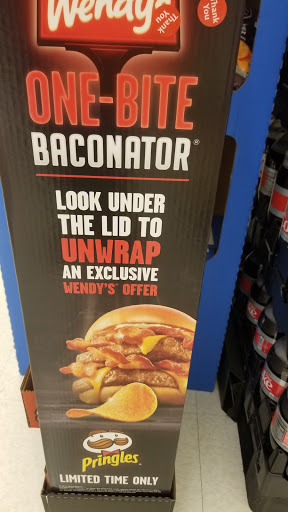 Wendy's
Thank
You
Thank
You
ONE-BITE
BACONATOR®
LOOK UNDER
THE LID TO
UNWRAP
AN EXCLUSIVE
WENDY'S® OFFER
Pringles
LIMITED TIME ONLY